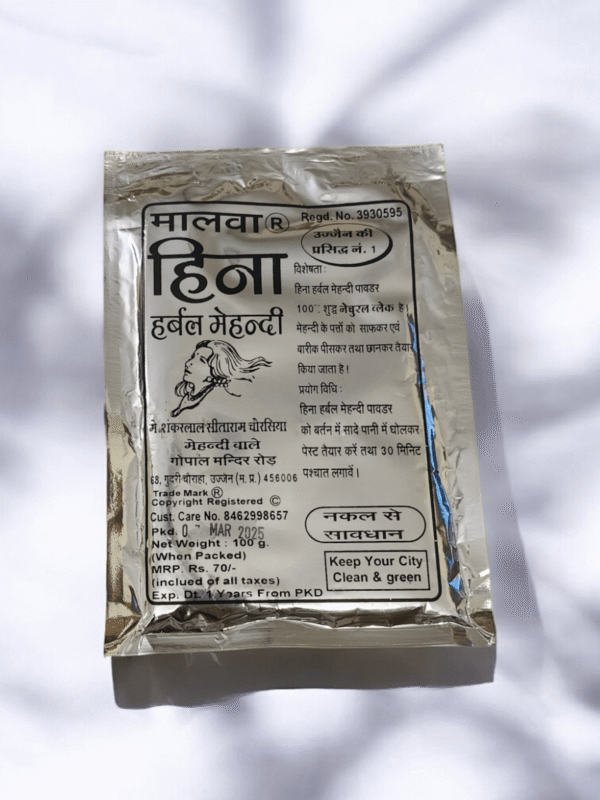 मालवा ®
Regd. No. 3930595
उज्जैन की
प्रसिद्ध नं. 1
हिना
हर्बल मेहन्दी
विशेषता :
हिना हर्बल मेहन्दी पावडर
100% शुद्ध नेचुरल ब्लेक है।
मेहन्दी के पत्तों को साफकर एवं
बारीक पीसकर तथा छानकर तैयार
किया जाता है।
प्रयोग विधि :
हिना हर्बल मेहन्दी पावडर
को बर्तन में सादे पानी में घोलकर
पेस्ट तैयार करें तथा 30 मिनिट
पश्चात लगावें।
मे. शंकरलाल सीताराम चौरसिया
मेहन्दी वाले
गोपाल मन्दिर रोड़
68, गुदरी चौराहा, उज्जैन (म. प्र.) 456006
Trade Mark ®
Copyright Registered ©
Cust. Care No. 8462998657
Pkd. MAR 2025
Net Weight : 100 g.
(When Packed)
MRP. Rs. 70/-
(inclued of all taxes)
Exp. Dt. 1 Years From PKD
नकल से
सावधान
Keep Your City
Clean & green